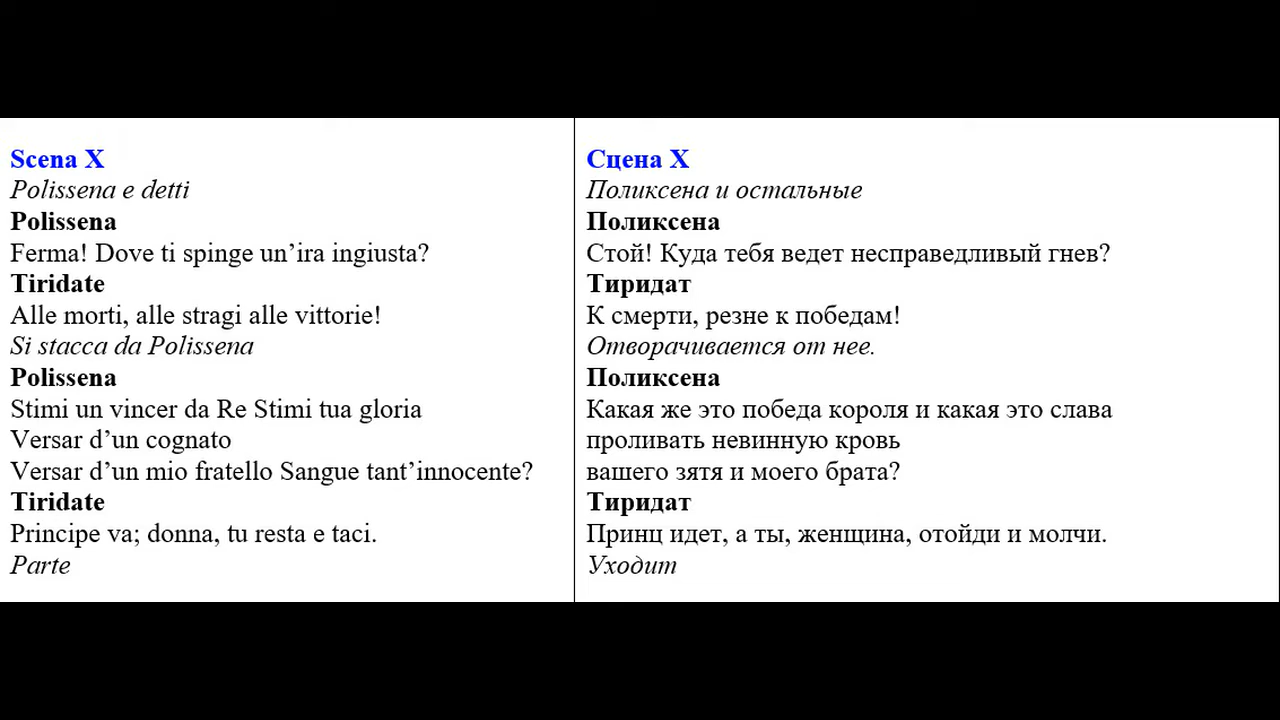 Scena X
Polissena e detti
Polissena
Ferma! Dove ti spinge un’ira ingiusta?
Tiridate
Alle morti, alle stragi alle vittorie!
Si stacca da Polissena
Polissena
Stimi un vincer da Re Stimi tua gloria
Versar d’un cognato
Versar d’un mio fratello Sangue tant’innocente?
Tiridate
Principe va; donna, tu resta e taci.
Parte
Сцена X
Поликсена и остальные
Поликсена
Стой! Куда тебя ведет несправедливый гнев?
Тиридат
К смерти, резне к победам!
Отворачивается от нее.
Поликсена
Какая же это победа короля и какая это слава
проливать невинную кровь
вашего зятя и моего брата?
Тиридат
Принц идет, а ты, женщина, отойди и молчи.
Уходит